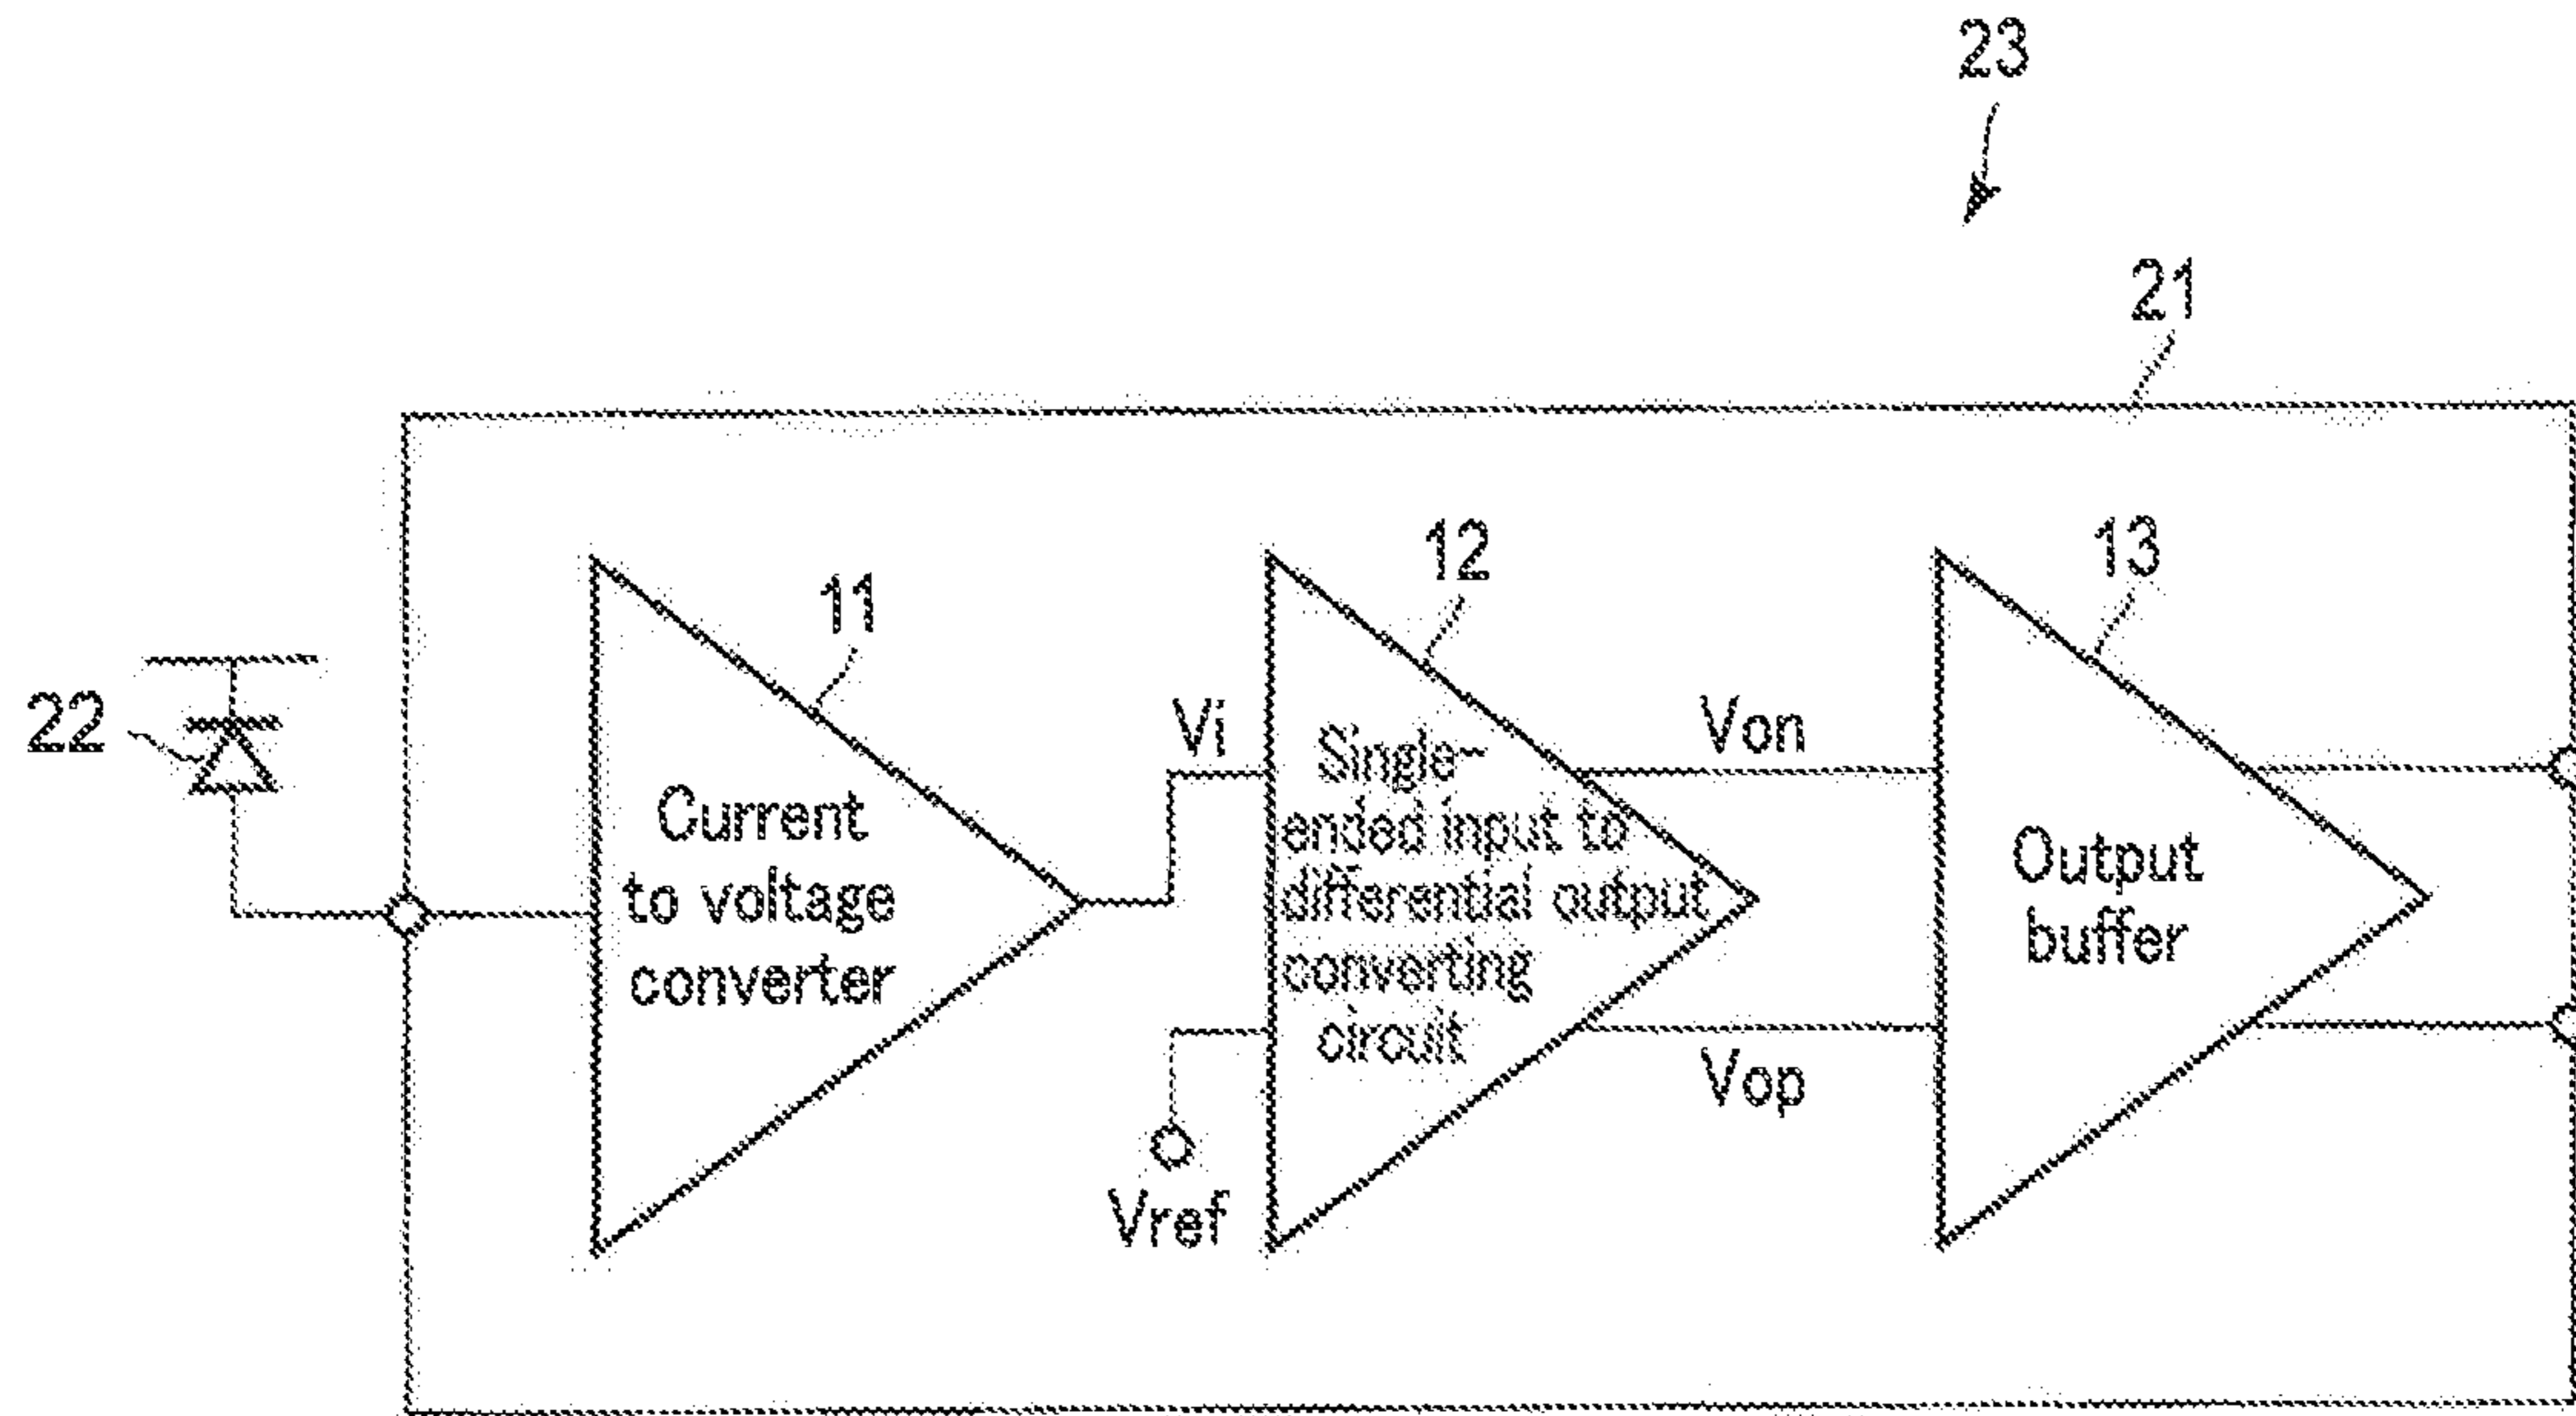 23
21
12
13
11
22
Vi
Von
Single-
ended input to
differential output
converting
circuit
Current
to voltage
converter
Output
buffer
Vop
Vref